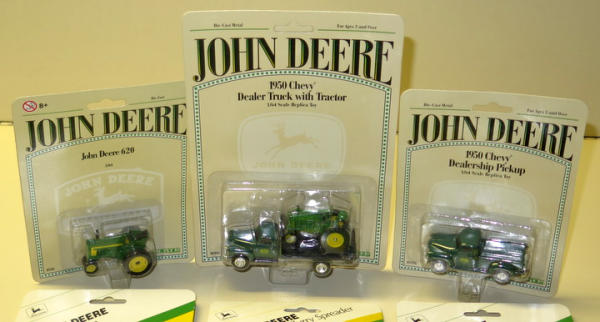 8+
JOHN DEERE
John Deere 620
JOHN DEERE
Die-Cast Metal
For Ages 3 and Over
JOHN DEERE
1950 Chevy
Dealer Truck with Tractor
1/64 Scale Replica Toy
JOHN DEERE
Die-Cast Metal
For Ages 3 and Over
JOHN DEERE
1950 Chevy
Dealership Pickup
1/64 Scale Replica Toy
DEERE
Spreader